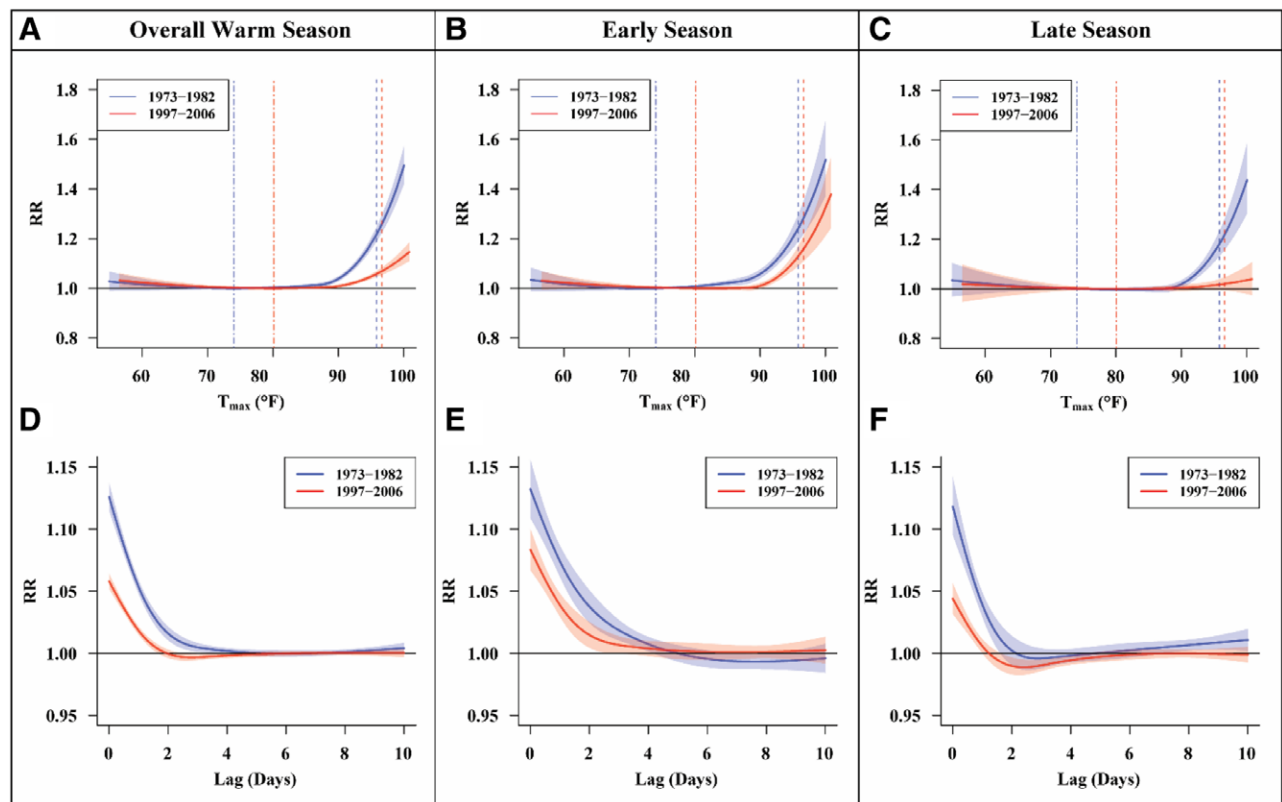 A Overall Warm Season
1.8
1.6
1.4
1.2
1.0
0.8
RR
1973−1982
1997−2006
60 70 80 90 100
Tmax (°F)
B Early Season
1.8
1.6
1.4
1.2
1.0
0.8
RR
1973−1982
1997−2006
60 70 80 90 100
Tmax (°F)
C Late Season
1.8
1.6
1.4
1.2
1.0
0.8
RR
1973−1982
1997−2006
60 70 80 90 100
Tmax (°F)
D
1.15
1.10
1.05
1.00
0.95
RR
1973−1982
1997−2006
0 2 4 6 8 10
Lag (Days)
E
1.15
1.10
1.05
1.00
0.95
RR
1973−1982
1997−2006
0 2 4 6 8 10
Lag (Days)
F
1.15
1.10
1.05
1.00
0.95
RR
1973−1982
1997−2006
0 2 4 6 8 10
Lag (Days)